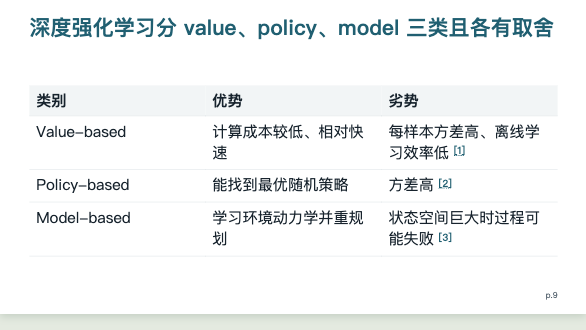 深度强化学习分 value、policy、model 三类且各有取舍
类别 优势 劣势
Value-based 计算成本较低、相对快速 每样本方差高、离线学习效率低 [1]
Policy-based 能找到最优随机策略 方差高 [2]
Model-based 学习环境动力学并重规划 状态空间巨大时过程可能失败 [3]
p.9